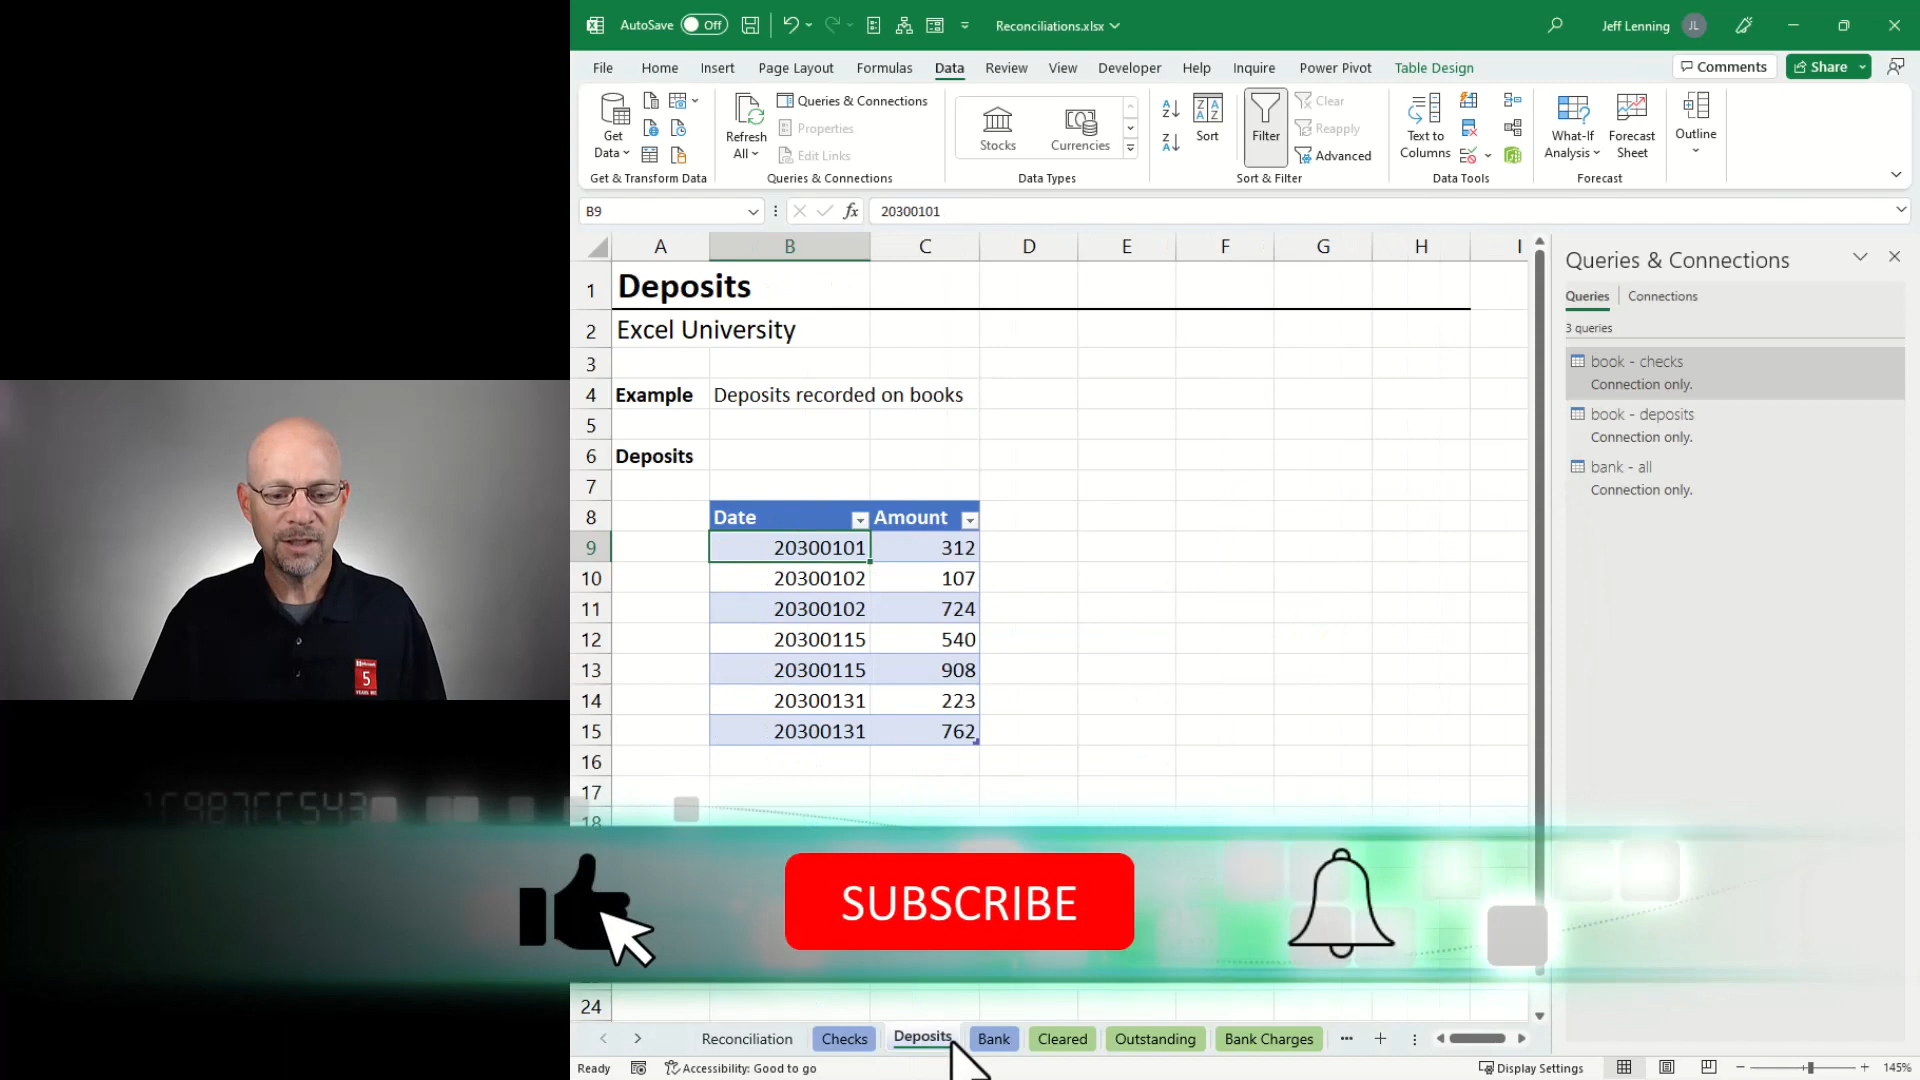 AutoSave Off Reconciliations.xlsx Jeff Lenning JL
File Home Insert Page Layout Formulas Data Review View Developer Help Inquire Power Pivot Table Design Comments Share
Get Data
Refresh All
Queries & Connections
Properties
Edit Links
Stocks
Currencies
Sort
Filter
Clear
Reapply
Advanced
Text to Columns
What-If Analysis
Forecast Sheet
Outline
Get & Transform Data Queries & Connections Data Types Sort & Filter Data Tools Forecast
B9 fx 20300101
A B C D E F G H I
1 Deposits
2 Excel University
3
4 Example Deposits recorded on books
5
6 Deposits
7
8 Date Amount
9 20300101 312
10 20300102 107
11 20300102 724
12 20300115 540
13 20300115 908
14 20300131 223
15 20300131 762
16
17
18
24
Queries & Connections
Queries Connections
3 queries
book - checks
Connection only.
book - deposits
Connection only.
bank - all
Connection only.
5
SUBSCRIBE
Reconciliation Checks Deposits Bank Cleared Outstanding Bank Charges
Ready Accessibility: Good to go Display Settings 145%